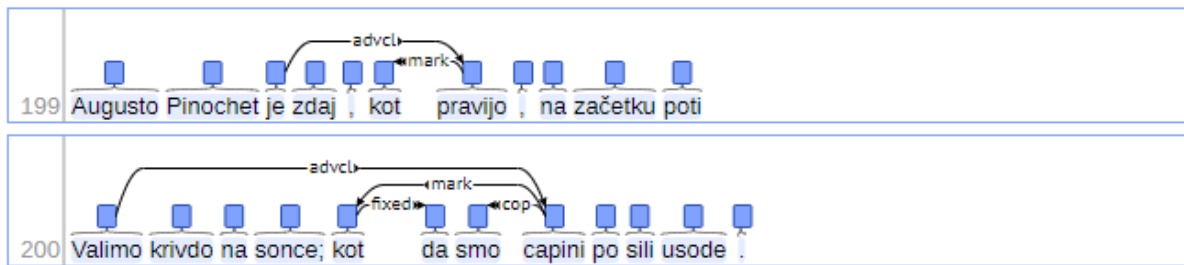 advcl
mark
199 Augusto Pinochet je zdaj , kot pravijo , na začetku poti
advcl
mark
fixed cop
200 Valimo krivdo na sonce; kot da smo capini po sili usode .